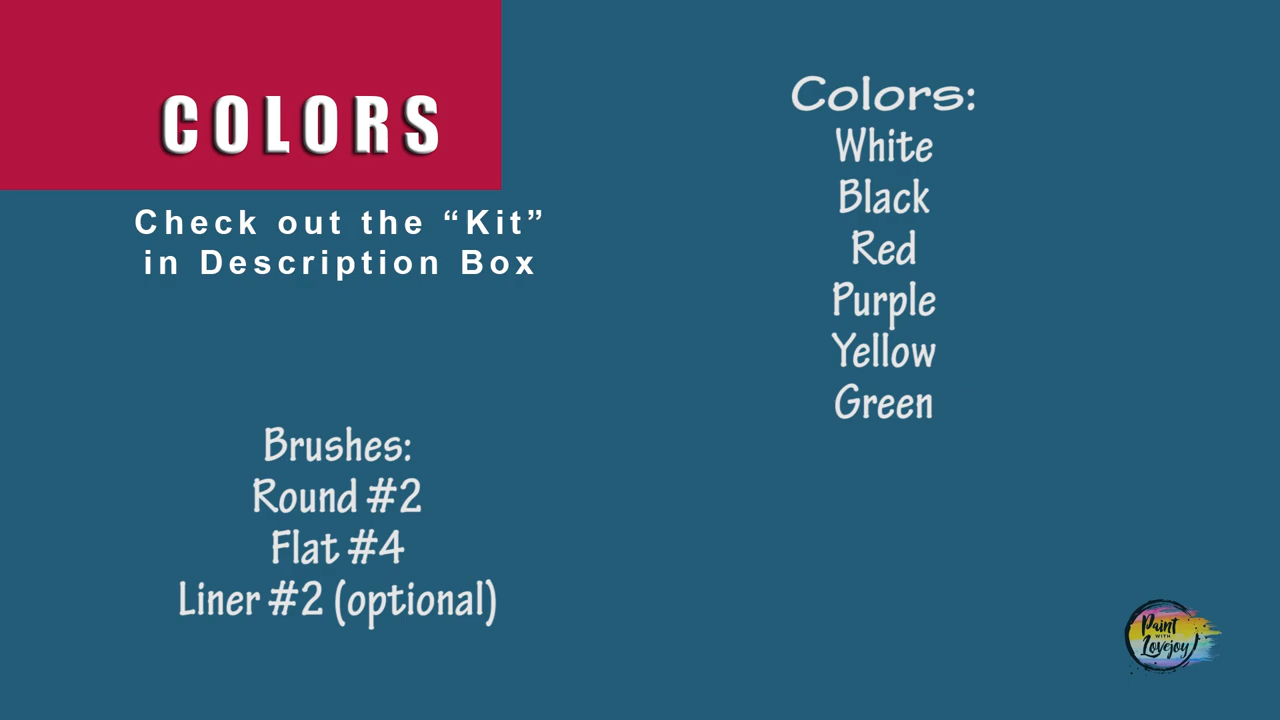 COLORS
Check out the “Kit”
in Description Box
Brushes:
Round #2
Flat #4
Liner #2 (optional)
Colors:
White
Black
Red
Purple
Yellow
Green
Paint
WITH
Lovejoy